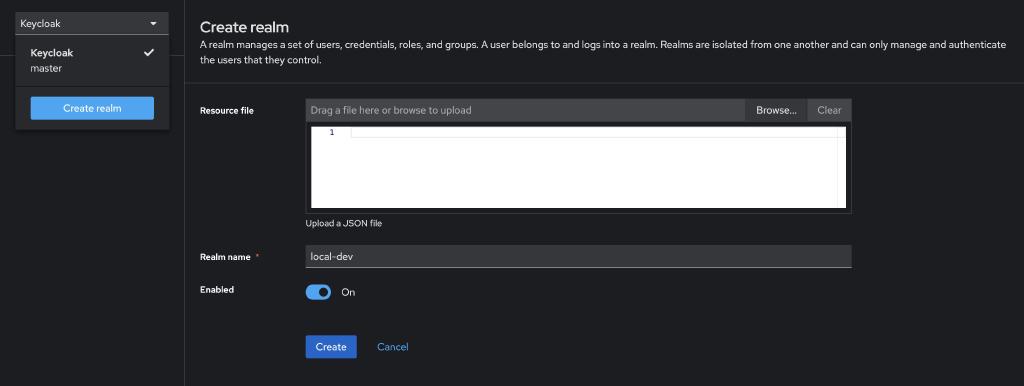 Keycloak
Keycloak
master
Create realm
Create realm
A realm manages a set of users, credentials, roles, and groups. A user belongs to and logs into a realm. Realms are isolated from one another and can only manage and authenticate
the users that they control.
Resource file
Drag a file here or browse to upload
Browse...
Clear
1
Upload a JSON file
Realm name *
local-dev
Enabled
On
Create
Cancel